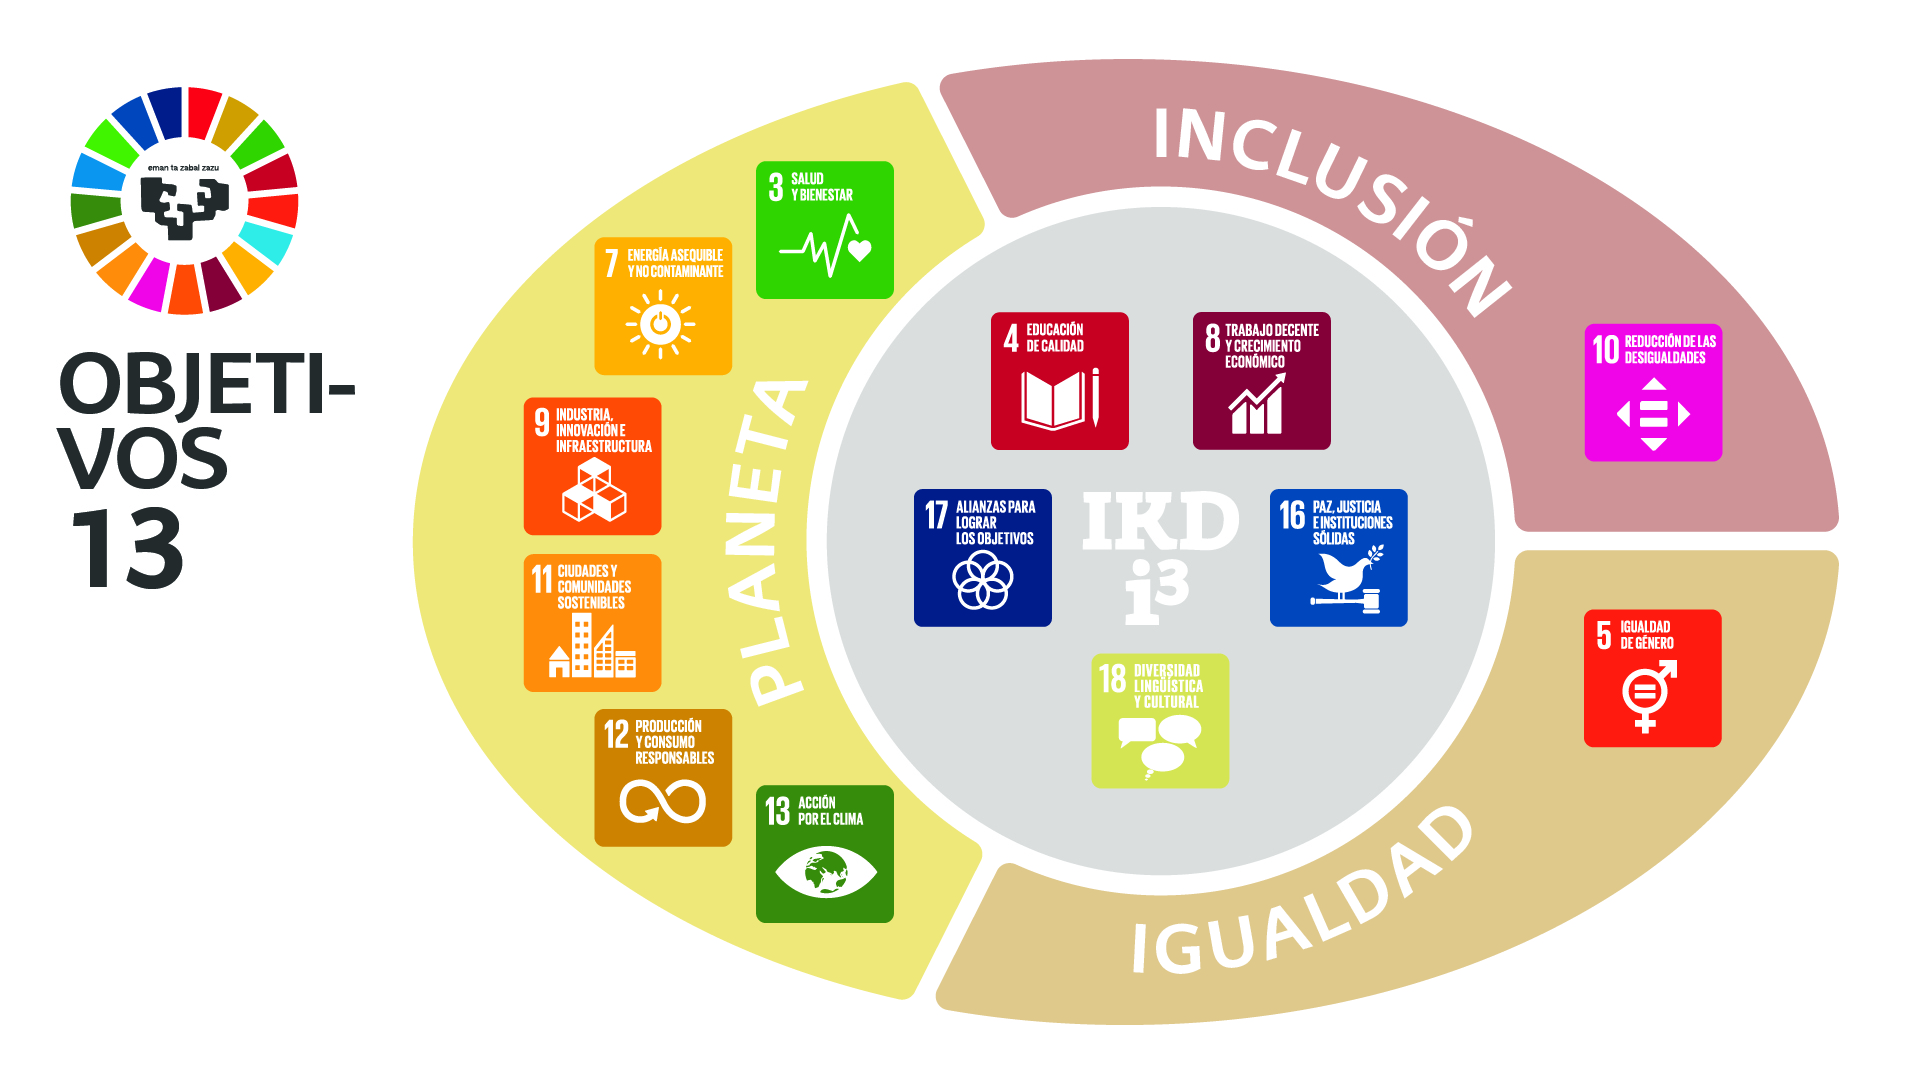 eman ta zabal zazu
OBJETI-
VOS
13
INCLUSIÓN
PLANETA
IGUALDAD
3 SALUD
Y BIENESTAR
7 ENERGÍA ASEQUIBLE
Y NO CONTAMINANTE
9 INDUSTRIA,
INNOVACIÓN E
INFRAESTRUCTURA
11 CIUDADES Y
COMUNIDADES
SOSTENIBLES
12 PRODUCCIÓN
Y CONSUMO
RESPONSABLES
13 ACCIÓN
POR EL CLIMA
4 EDUCACIÓN
DE CALIDAD
8 TRABAJO DECENTE
Y CRECIMIENTO
ECONÓMICO
17 ALIANZAS PARA
LOGRAR
LOS OBJETIVOS
IKD
i³
16 PAZ, JUSTICIA
E INSTITUCIONES
SÓLIDAS
18 DIVERSIDAD
LINGÜÍSTICA
Y CULTURAL
10 REDUCCIÓN DE LAS
DESIGUALDADES
5 IGUALDAD
DE GÉNERO